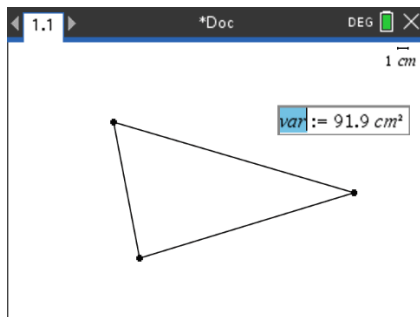 1.1 *Doc DEG
1 cm
var := 91.9 cm²